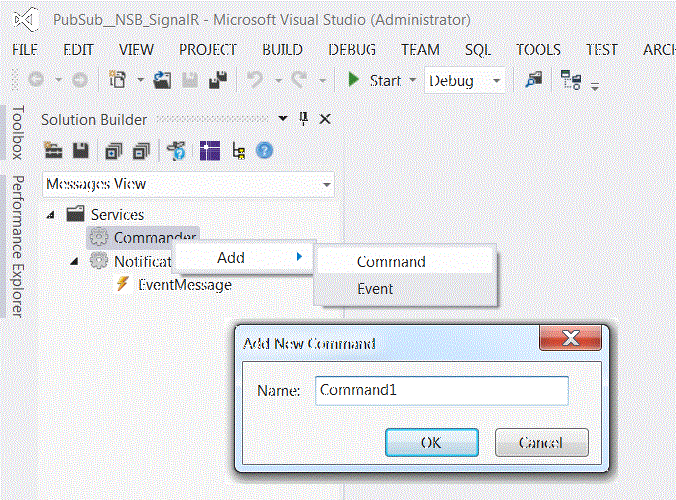 PubSub_NSB_SignalR - Microsoft Visual Studio (Administrator)
FILE EDIT VIEW PROJECT BUILD DEBUG TEAM SQL TOOLS TEST ARCH
Start Debug
Toolbox
Performance Explorer
Solution Builder
Messages View
Services
Commander
Add
Command
Notificat
Event
EventMessage
Add New Command
Name: Command1
OK Cancel